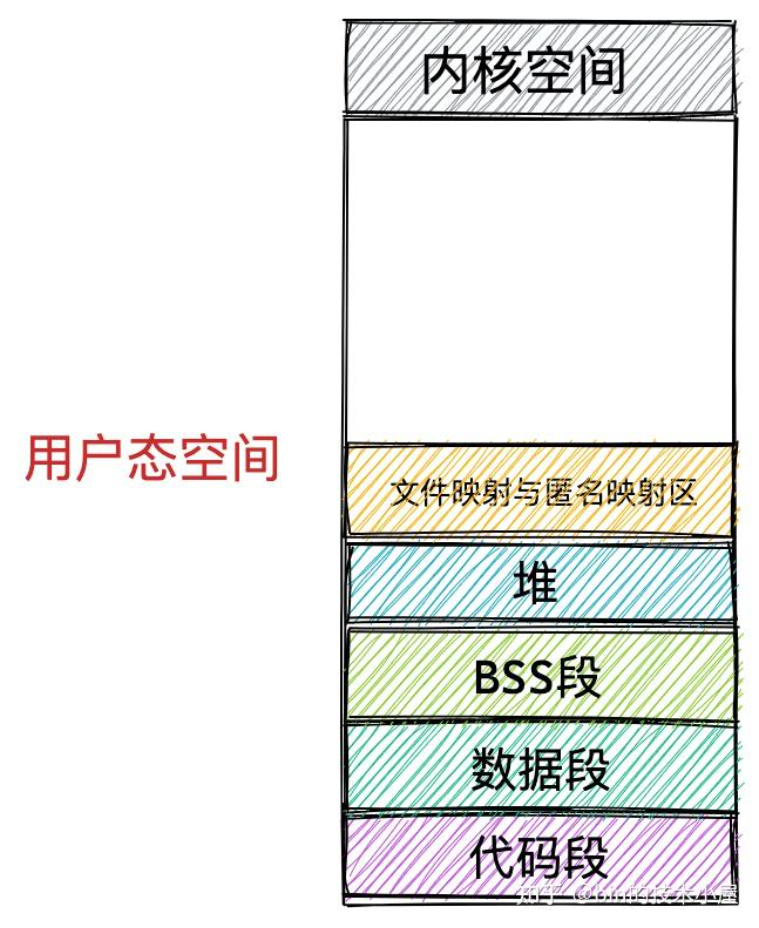 内核空间
用户态空间
文件映射与匿名映射区
堆
BSS段
数据段
代码段
知乎 @bin的技术小屋